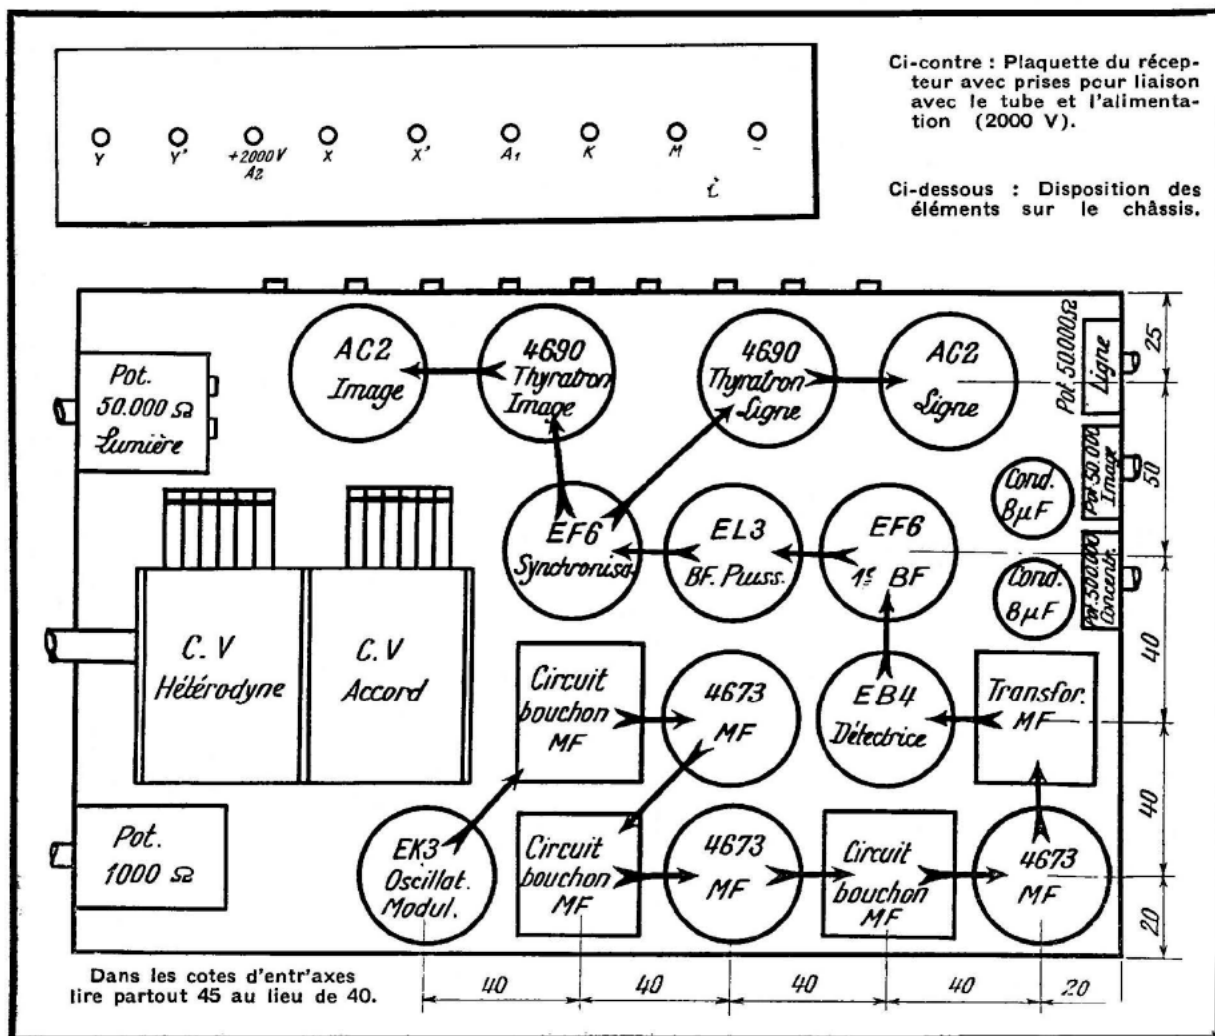 Ci-contre : Plaquette du récep-
teur avec prises pour liaison
avec le tube et l'alimenta-
tion (2000 V).
Y
Y'
+2000 V
A2
X
X'
A1
K
M
-
i
Ci-dessous : Disposition des
éléments sur le châssis.
Pot.
50.000 Ω
Lumière
AC2
Image
4690
Thyratron
Image
4690
Thyratron
Ligne
AC2
Ligne
Pot. 50.000Ω
Ligne
25
Pot 50.000
Image
50
Cond.
8µF
EF6
Synchronisa.
EL3
BF. Puiss.
EF6
1e BF
Cond.
8µF
Pot.500.000
Concentr.
40
C.V
Hétérodyne
C.V
Accord
Circuit
bouchon
MF
4673
MF
EB4
Détectrice
Transfor.
MF
40
Pot.
1000 Ω
EK3
Oscillat.
Modul.
Circuit
bouchon
MF
4673
MF
Circuit
bouchon
MF
4673
MF
20
Dans les cotes d'entr'axes
lire partout 45 au lieu de 40.
40
40
40
40
20